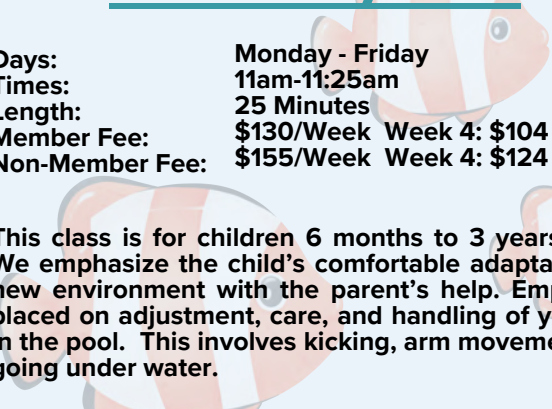 Days: Monday - Friday
Times: 11am-11:25am
Length: 25 Minutes
Member Fee: $130/Week Week 4: $104
Non-Member Fee: $155/Week Week 4: $124
This class is for children 6 months to 3 years
We emphasize the child's comfortable
new environment with the parent's help.
placed on adjustment, care, and handling of
in the pool. This involves kicking, arm
going under water.